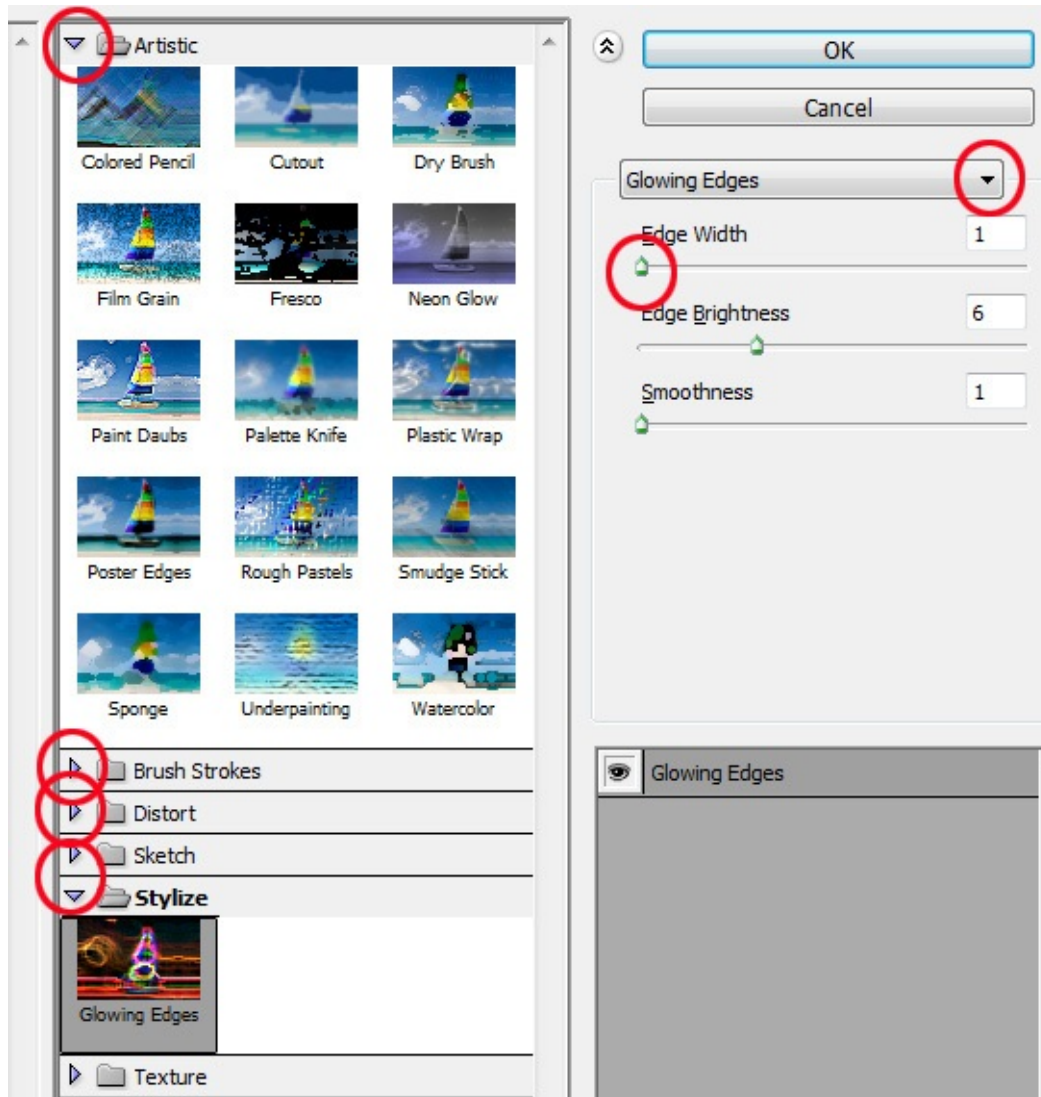 Artistic
Colored Pencil
Cutout
Dry Brush
Film Grain
Fresco
Neon Glow
Paint Daubs
Palette Knife
Plastic Wrap
Poster Edges
Rough Pastels
Smudge Stick
Sponge
Underpainting
Watercolor
Brush Strokes
Distort
Sketch
Stylize
Glowing Edges
Texture
OK
Cancel
Glowing Edges
Edge Width 1
Edge Brightness 6
Smoothness 1
Glowing Edges